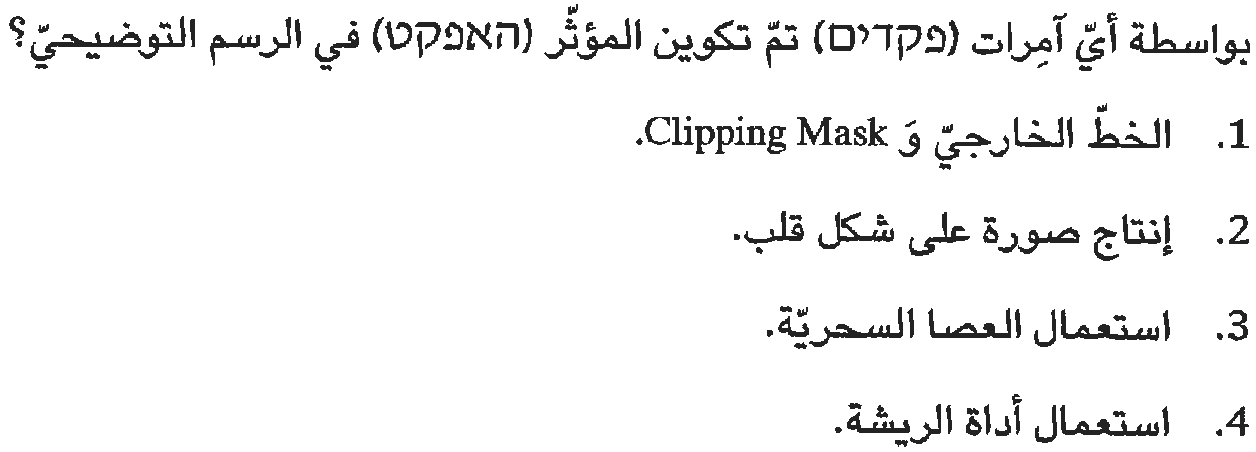 بواسطة أيّ آمِرات (פקדים) تمّ تكوين المؤثّر (האפקט) في الرسم التوضيحيّ؟
1. الخطّ الخارجيّ وَ Clipping Mask.
2. إنتاج صورة على شكل قلب.
3. استعمال العصا السحريّة.
4. استعمال أداة الريشة.